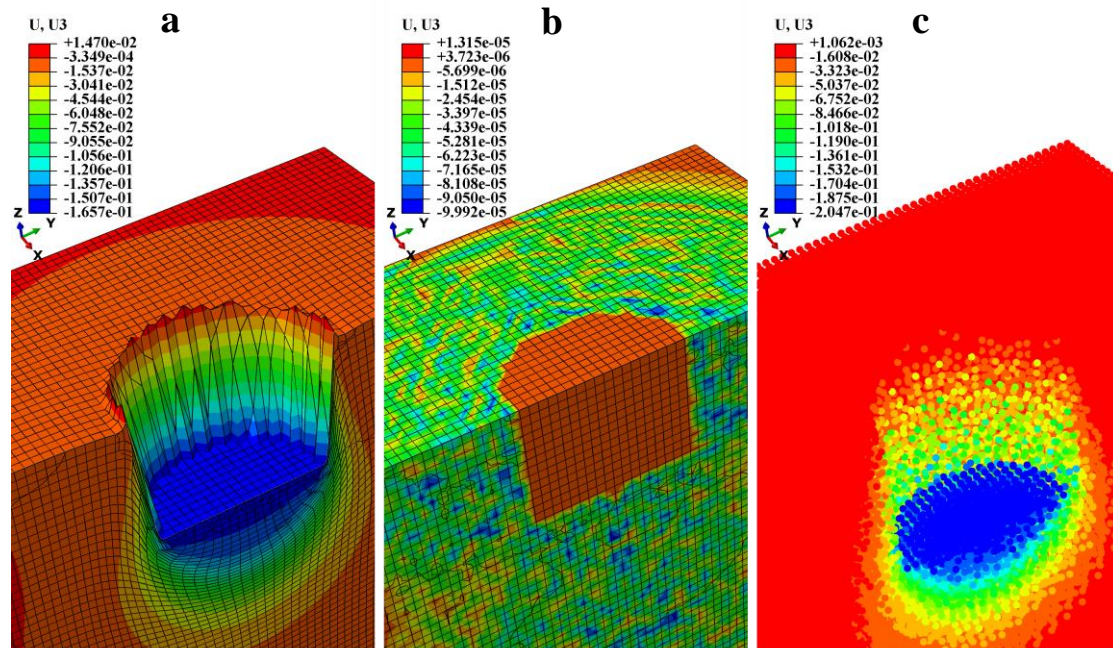 a
U, U3
+1.470e-02
-3.349e-04
-1.537e-02
-3.041e-02
-4.544e-02
-6.048e-02
-7.552e-02
-9.055e-02
-1.056e-01
-1.206e-01
-1.357e-01
-1.507e-01
-1.657e-01
Z
Y
X
b
U, U3
+1.315e-05
+3.723e-06
-5.699e-06
-1.512e-05
-2.454e-05
-3.397e-05
-4.339e-05
-5.281e-05
-6.223e-05
-7.165e-05
-8.108e-05
-9.050e-05
-9.992e-05
Z
Y
X
c
U, U3
+1.062e-03
-1.608e-02
-3.323e-02
-5.037e-02
-6.752e-02
-8.466e-02
-1.018e-01
-1.190e-01
-1.361e-01
-1.532e-01
-1.704e-01
-1.875e-01
-2.047e-01
Z
Y
X